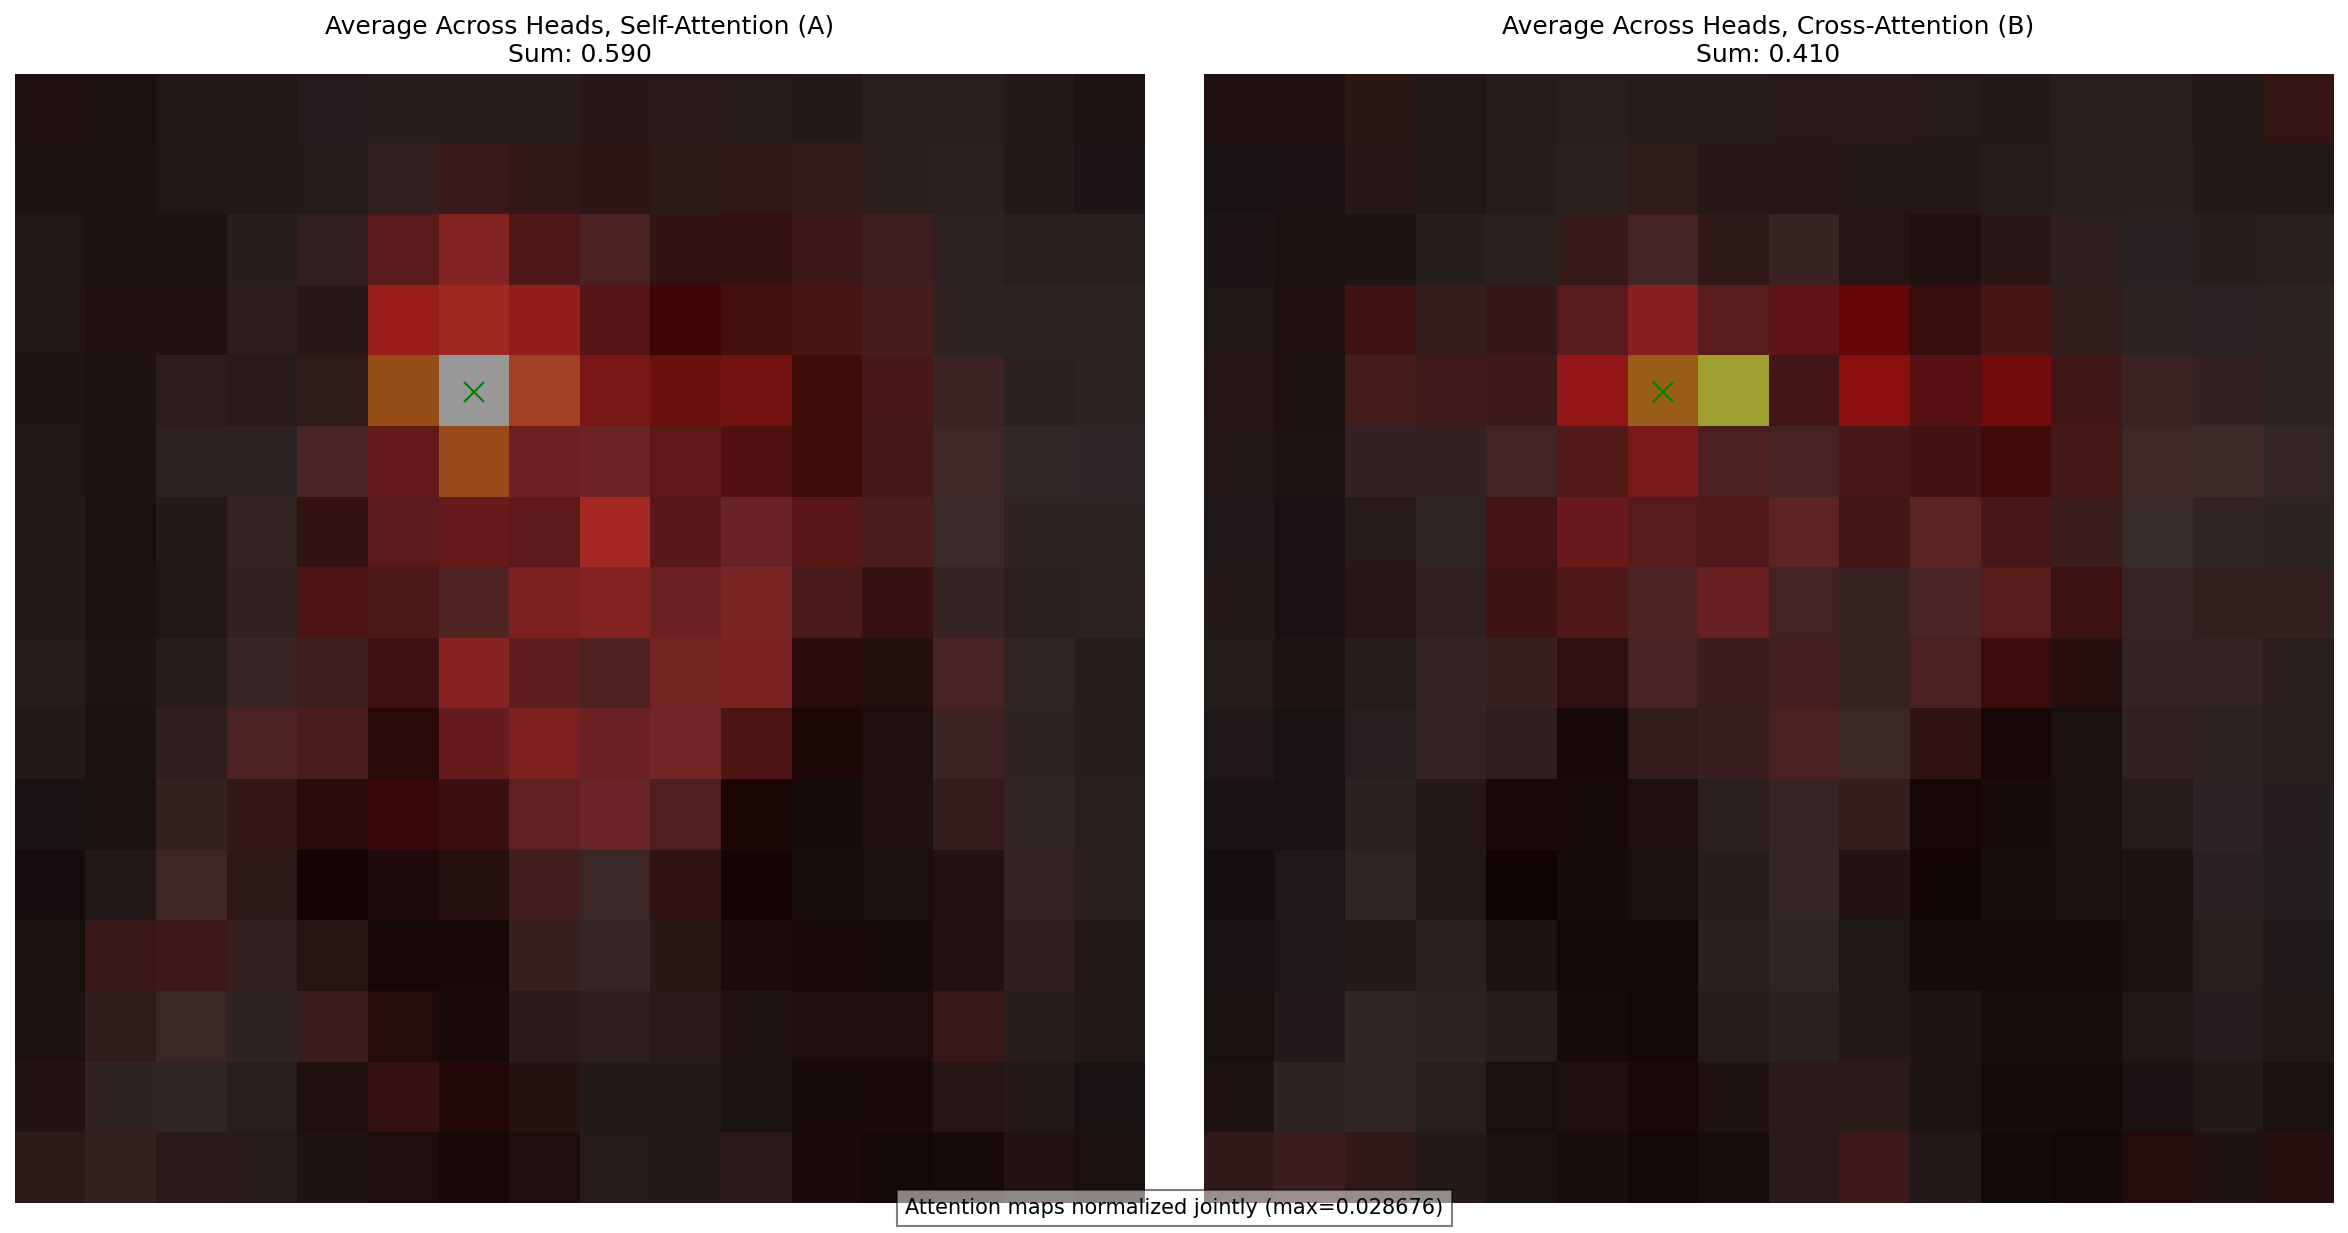 Average Across Heads, Self-Attention (A)
Sum: 0.590
Average Across Heads, Cross-Attention (B)
Sum: 0.410
Attention maps normalized jointly (max=0.028676)